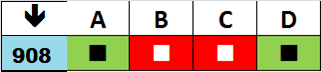 🡻 A B C D
908 ■ ■ ■ ■